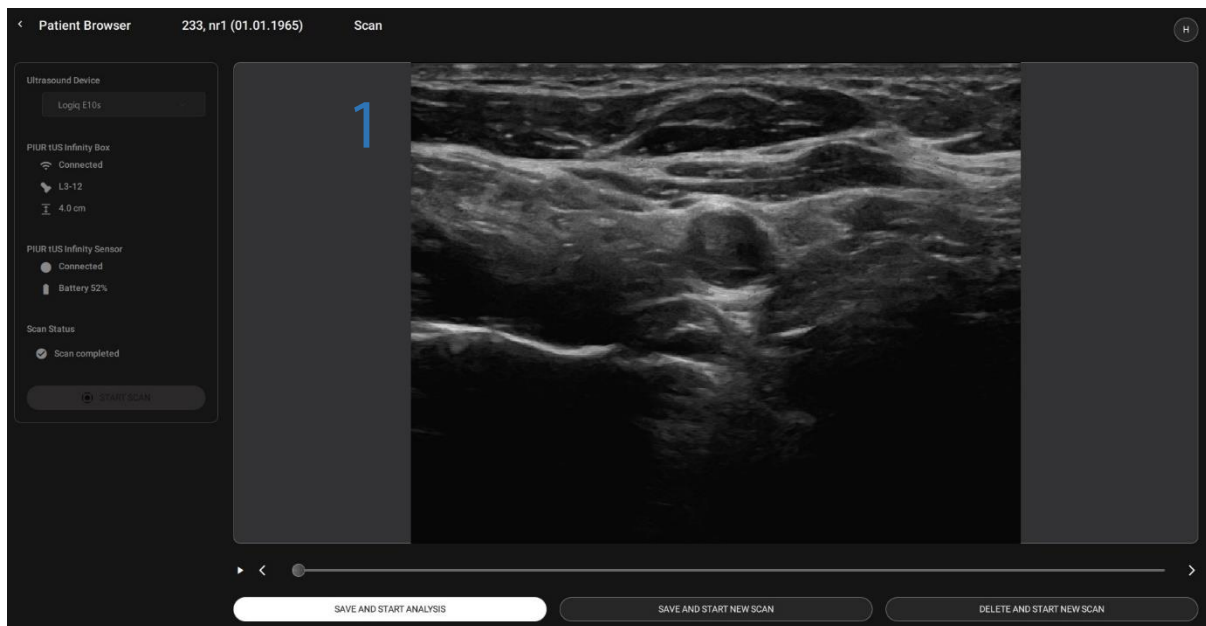 Patient Browser
233, nr1 (01.01.1965)
Scan
H
Ultrasound Device
Logiq E10s
1
PIUR tUS Infinity Box
Connected
L3-12
4.0 cm
PIUR tUS Infinity Sensor
Connected
Battery 52%
Scan Status
Scan completed
START SCAN
SAVE AND START ANALYSIS
SAVE AND START NEW SCAN
DELETE AND START NEW SCAN